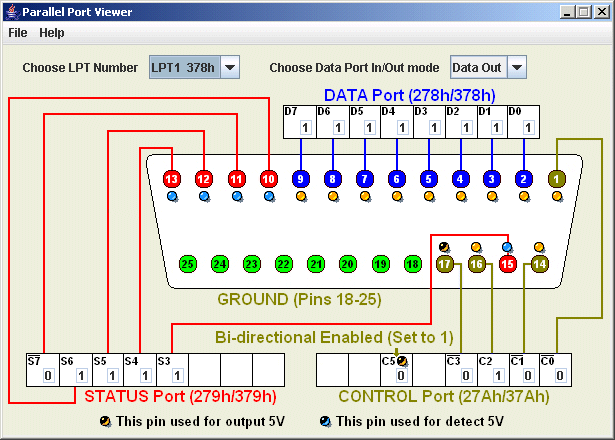 Parallel Port Viewer
File Help
Choose LPT Number LPT1 378h Choose Data Port In/Out mode Data Out
DATA Port (278h/378h)
D7 D6 D5 D4 D3 D2 D1 D0
1 1 1 1 1 1 1 1
13 12 11 10 9 8 7 6 5 4 3 2 1
25 24 23 22 21 20 19 18 17 16 15 14
GROUND (Pins 18-25)
Bi-directional Enabled (Set to 1)
S7 S6 S5 S4 S3 C5 C3 C2 C1 C0
0 1 1 1 1 0 0 1 0 0
STATUS Port (279h/379h) CONTROL Port (27Ah/37Ah)
This pin used for output 5V This pin used for detect 5V